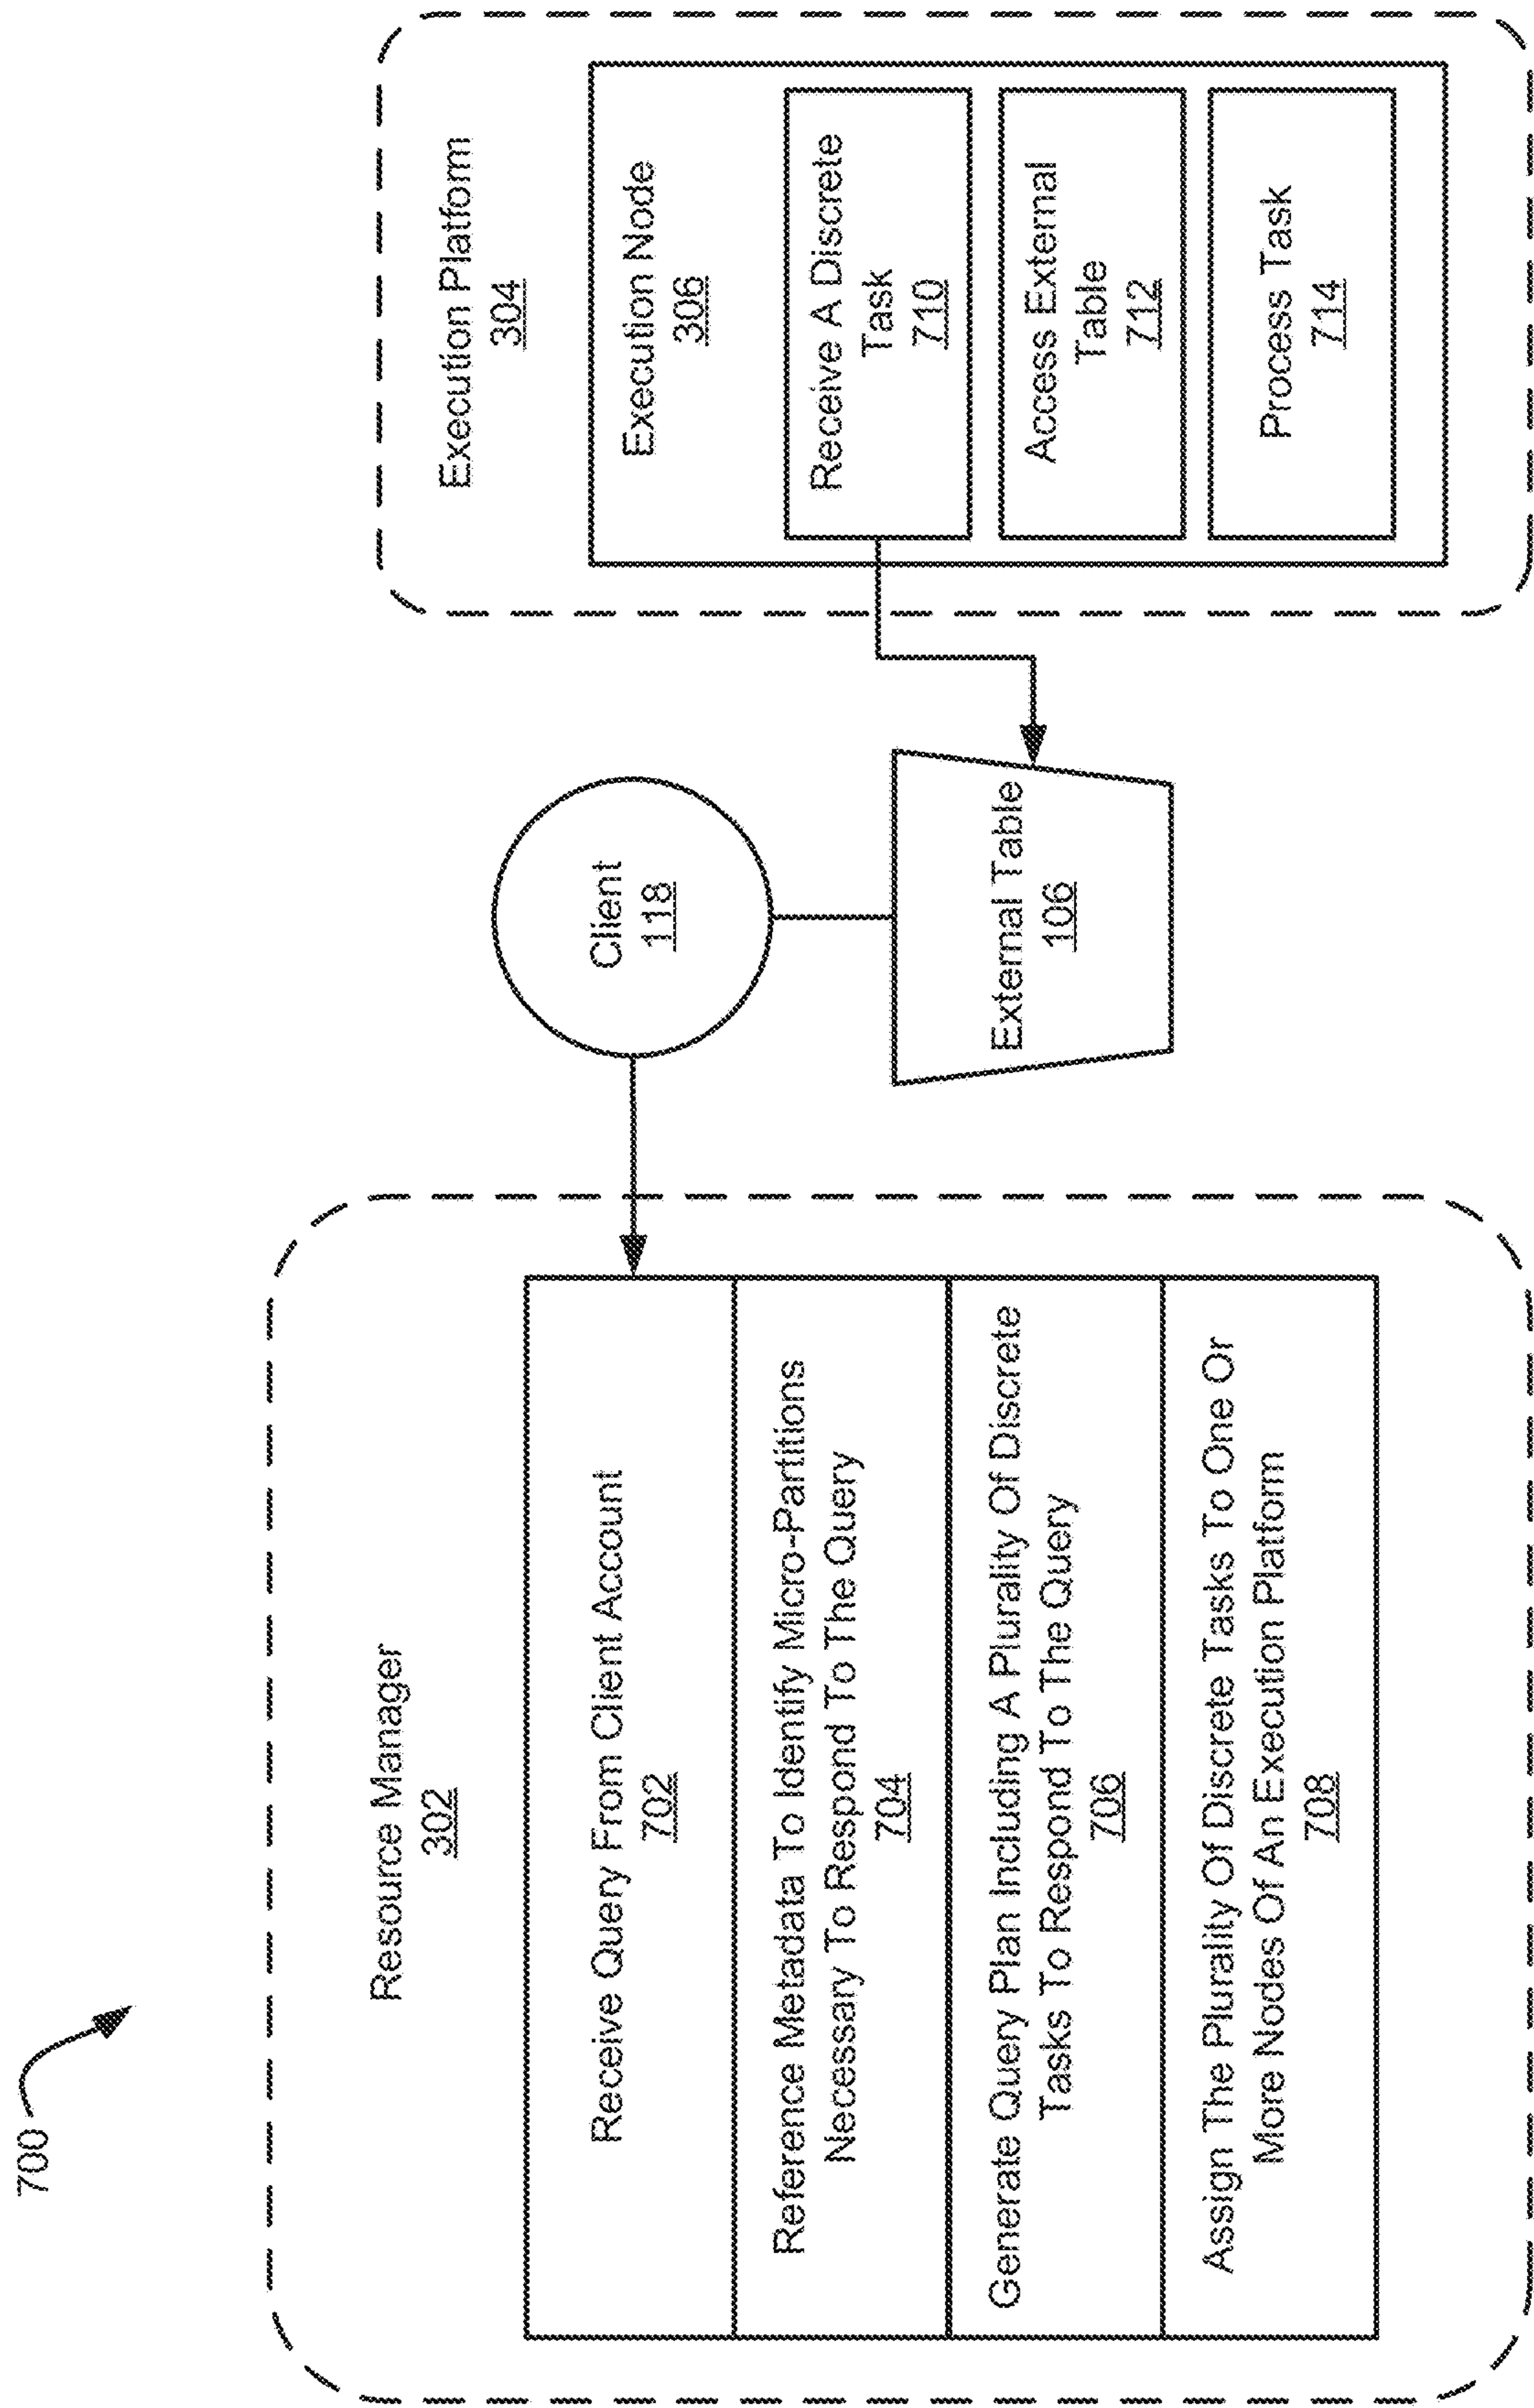 700
Resource Manager
302
Receive Query From Client Account
702
Reference Metadata To Identify Micro-Partitions
Necessary To Respond To The Query
704
Generate Query Plan Including A Plurality Of Discrete
Tasks To Respond To The Query
706
Assign The Plurality Of Discrete Tasks To One Or
More Nodes Of An Execution Platform
708
Client
118
External Table
106
Execution Platform
304
Execution Node
306
Receive A Discrete
Task
710
Access External
Table
712
Process Task
714